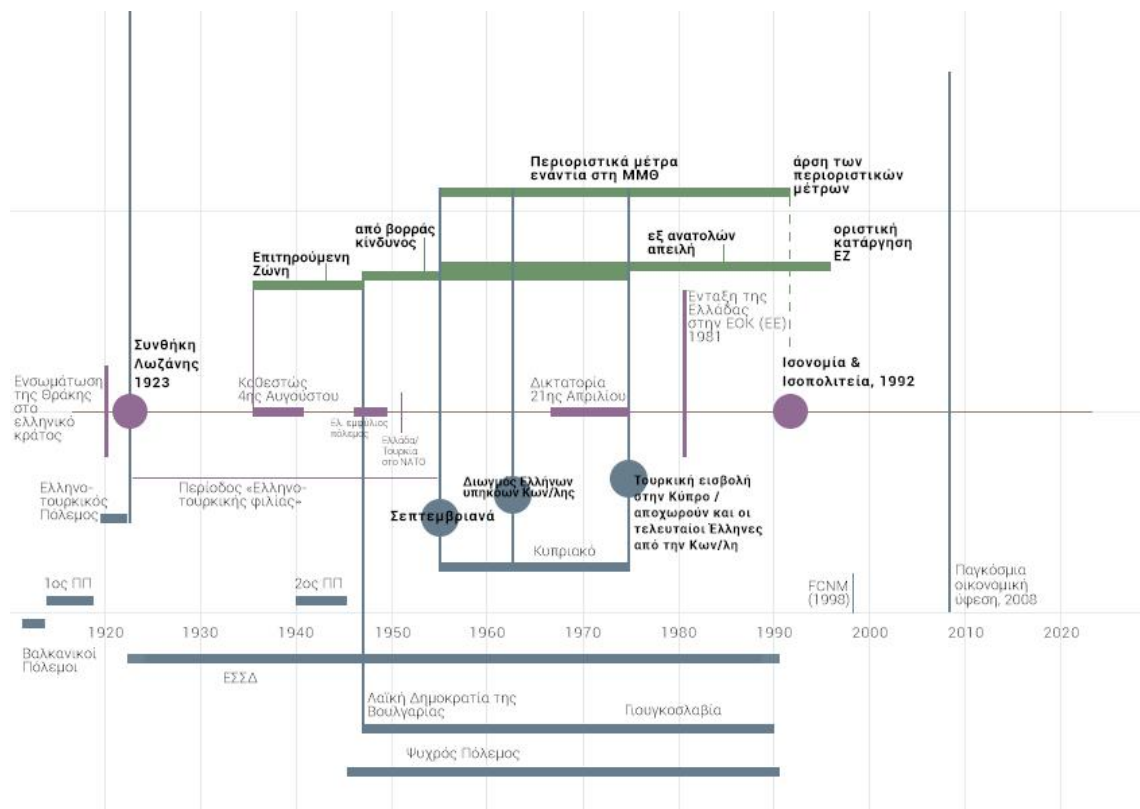 Περιοριστικά μέτρα
ενάντια στη ΜΜΘ
άρση των
περιοριστικών
μέτρων
από βορράς
κίνδυνος
εξ ανατολών
απειλή
οριστική
κατάργηση
ΕΖ
Επιτηρούμενη
Ζώνη
Ένταξη της
Ελλάδας
στην ΕΟΚ (ΕΕ)
1981
Συνθήκη
Λωζάνης
1923
Ισονομία &
Ισοπολιτεία, 1992
Ενσωμάτωση
της Θράκης
στο
ελληνικό
κράτος
Καθεστώς
4ης Αυγούστου
Δικτατορία
21ης Απριλίου
Ελ. εμφύλιος
πόλεμος
Ελλάδα/
Τουρκία
στο ΝΑΤΟ
Ελληνο-
τουρκικός
Πόλεμος
Περίοδος «Ελληνο-
τουρκικής φιλίας»
Σεπτεμβριανά
Διωγμός Ελλήνων
υπηκόων Κων/λης
Τουρκική εισβολή
στην Κύπρο /
αποχωρούν και οι
τελευταίοι Έλληνες
από την Κων/λη
Κυπριακό
1ος ΠΠ
2ος ΠΠ
FCNM
(1998)
Παγκόσμια
οικονομική
ύφεση, 2008
1920 1930 1940 1950 1960 1970 1980 1990 2000 2010 2020
Βαλκανικοί
Πόλεμοι
ΕΣΣΔ
Λαϊκή Δημοκρατία της
Βουλγαρίας
Γιουγκοσλαβία
Ψυχρός Πόλεμος